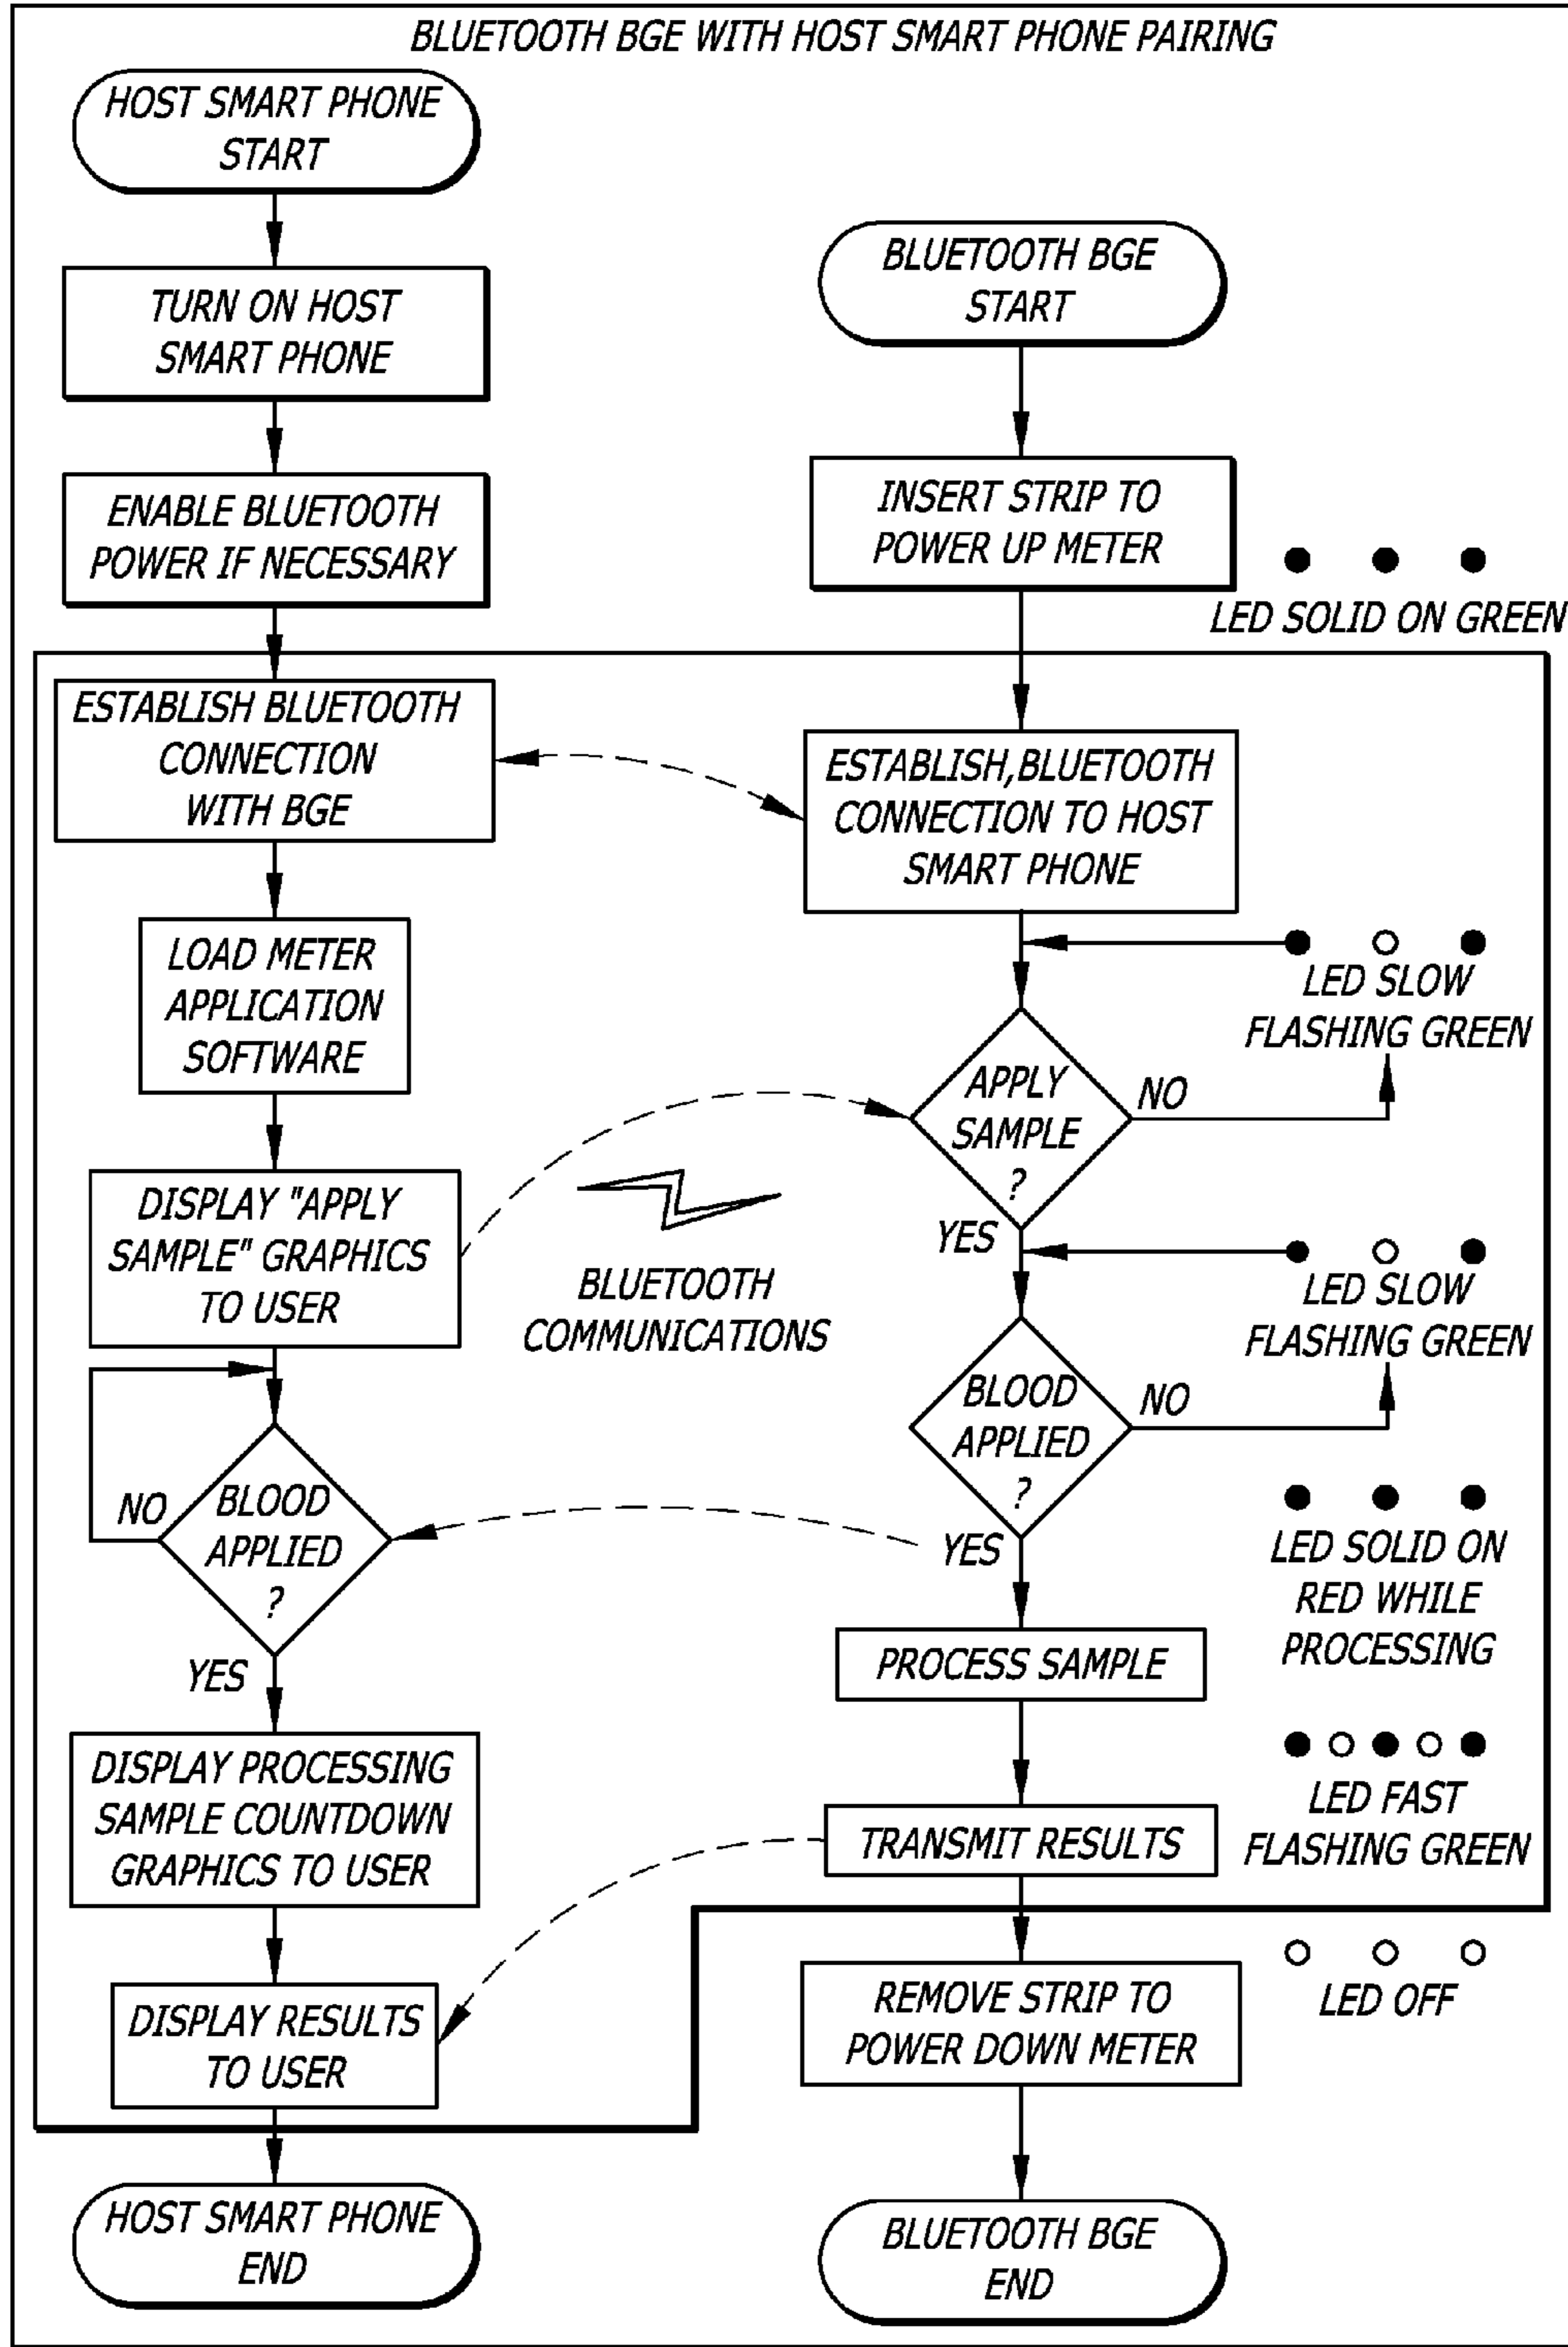 BLUETOOTH BGE WITH HOST SMART PHONE PAIRING
HOST SMART PHONE
START
TURN ON HOST
SMART PHONE
ENABLE BLUETOOTH
POWER IF NECESSARY
ESTABLISH BLUETOOTH
CONNECTION
WITH BGE
LOAD METER
APPLICATION
SOFTWARE
DISPLAY "APPLY
SAMPLE" GRAPHICS
TO USER
NO
BLOOD
APPLIED
?
YES
DISPLAY PROCESSING
SAMPLE COUNTDOWN
GRAPHICS TO USER
DISPLAY RESULTS
TO USER
HOST SMART PHONE
END
BLUETOOTH
COMMUNICATIONS
BLUETOOTH BGE
START
INSERT STRIP TO
POWER UP METER
LED SOLID ON GREEN
ESTABLISH,BLUETOOTH
CONNECTION TO HOST
SMART PHONE
LED SLOW
FLASHING GREEN
APPLY
SAMPLE
?
NO
YES
LED SLOW
FLASHING GREEN
BLOOD
APPLIED
?
NO
YES
LED SOLID ON
RED WHILE
PROCESSING
PROCESS SAMPLE
LED FAST
FLASHING GREEN
TRANSMIT RESULTS
LED OFF
REMOVE STRIP TO
POWER DOWN METER
BLUETOOTH BGE
END